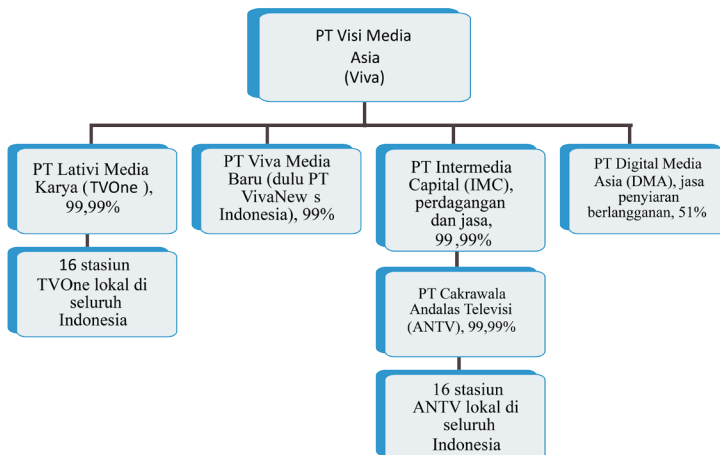 PT Visi Media
Asia
(Viva)
PT Lativi Media
Karya (TVOne ),
99,99%
PT Viva Media
Baru (dulu PT
VivaNew s
Indonesia), 99%
PT Intermedia
Capital (IMC),
perdagangan
dan jasa,
99,99%
PT Digital Media
Asia (DMA), jasa
penyiaran
berlangganan, 51%
16 stasiun
TVOne lokal di
seluruh
Indonesia
PT Cakrawala
Andalas Televisi
(ANTV), 99,99%
16 stasiun
ANTV lokal di
seluruh
Indonesia